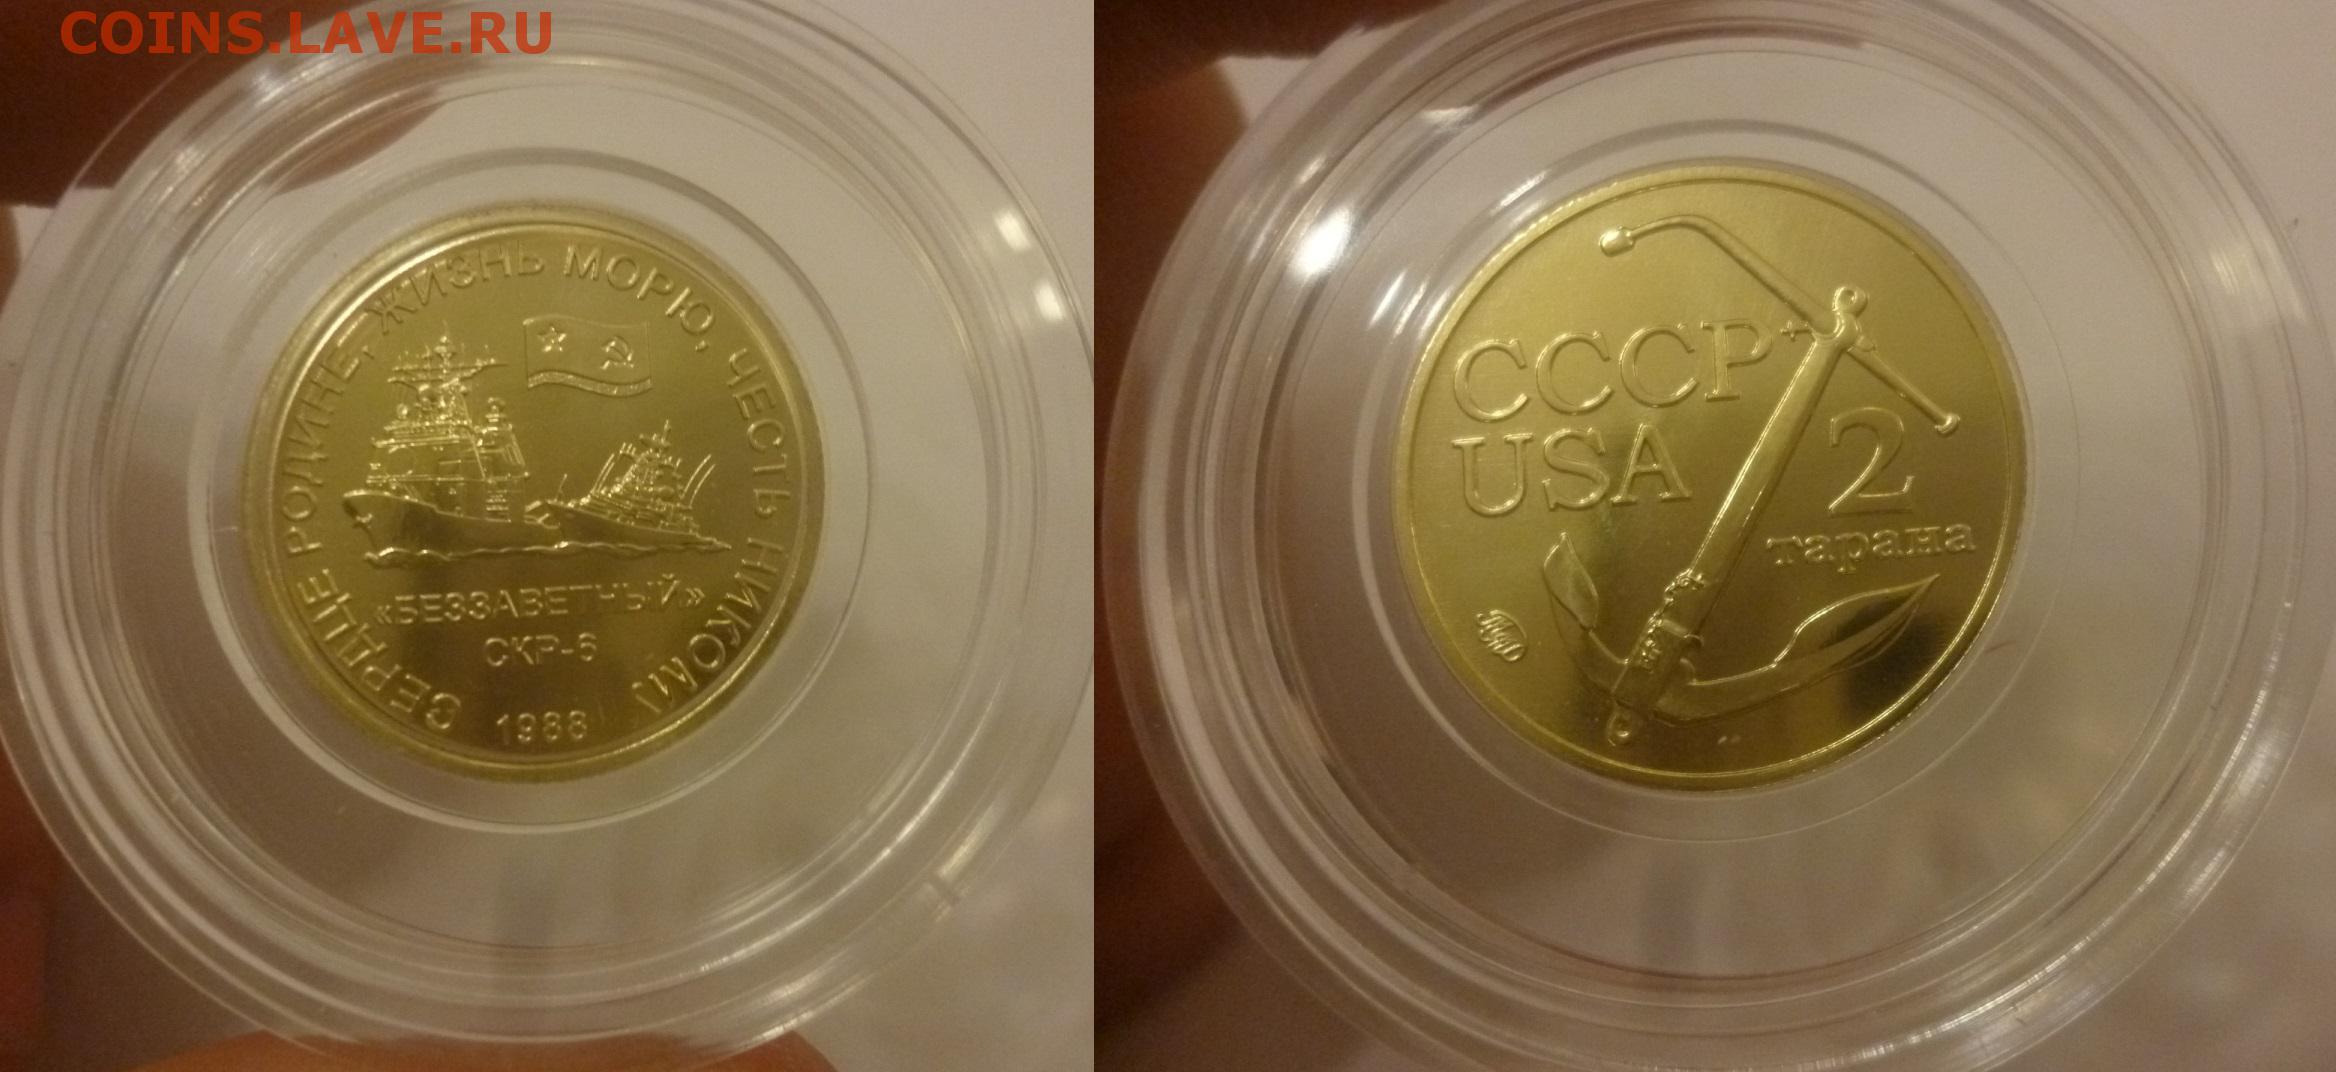 COINS.LAVE.RU
СЕРДЦЕ РОДИНЕ, ЖИЗНЬ МОРЮ, ЧЕСТЬ НИКОМУ
«БЕЗЗАВЕТНЫЙ»
СКР-6
1988
СССР
USA
2
тарана